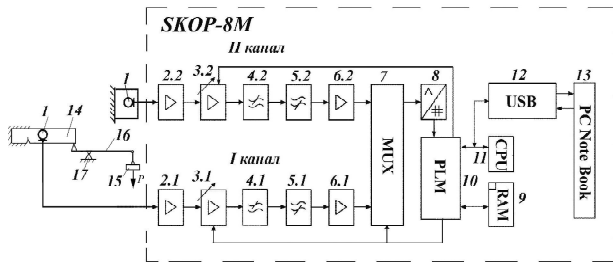 SKOP-8M
II канал
1 2.2 3.2 4.2 5.2 6.2 7 8 12 13
USB
PC Note Book
1 14
16
17
15 P
I канал
MUX
PLM
11 CPU
10
RAM 9
2.1 3.1 4.1 5.1 6.1